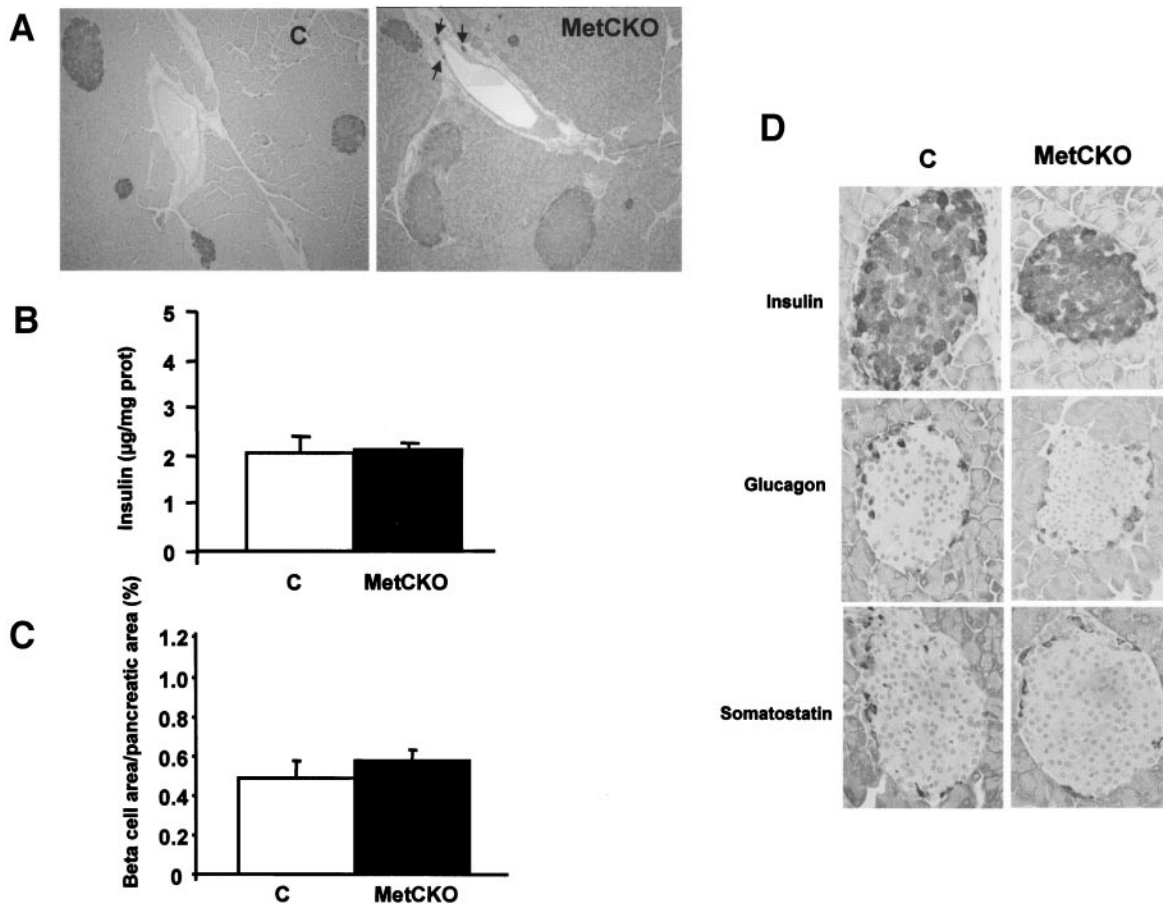 A
C
MetCKO
B
Insulin (µg/mg prot)
5
4
3
2
1
0
C
MetCKO
C
Beta cell area/pancreatic area (%)
1.2
1.0
0.8
0.6
0.4
0.2
0
C
MetCKO
D
C
MetCKO
Insulin
Glucagon
Somatostatin